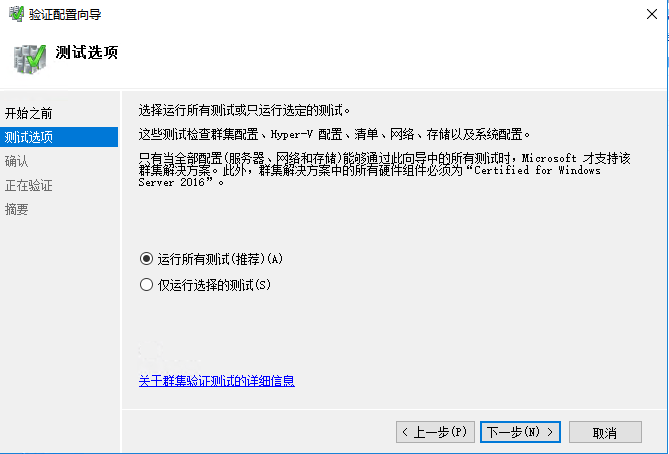 验证配置向导
测试选项
开始之前
测试选项
确认
正在验证
摘要
选择运行所有测试或只运行选定的测试。
这些测试检查群集配置、Hyper-V 配置、清单、网络、存储以及系统配置。
只有当全部配置(服务器、网络和存储)能够通过此向导中的所有测试时，Microsoft 才支持该
群集解决方案。此外，群集解决方案中的所有硬件组件必须为“Certified for Windows
Server 2016”。
运行所有测试(推荐)(A)
仅运行选择的测试(S)
关于群集验证测试的详细信息
< 上一步(P)
下一步(N) >
取消